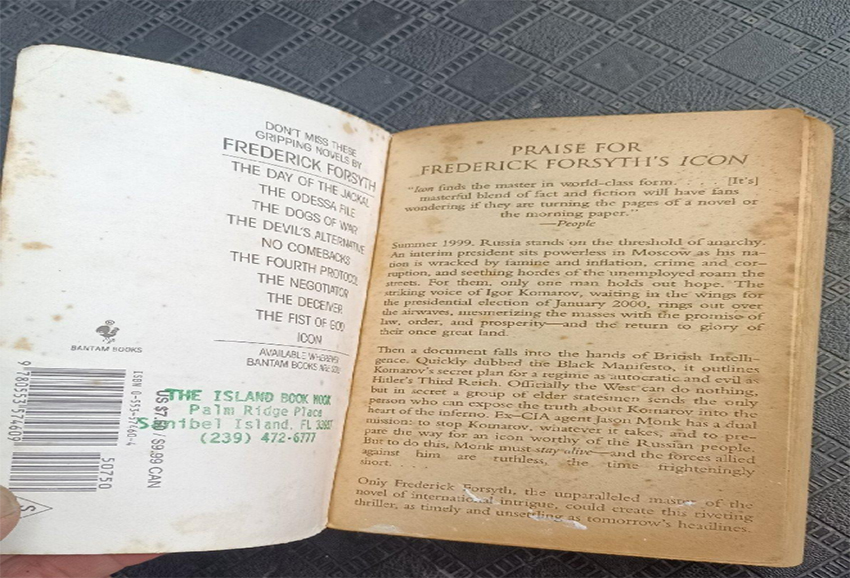 DON'T MISS THESE
GRIPPING NOVELS BY
FREDERICK FORSYTH
THE DAY OF THE JACKAL
THE ODESSA FILE
THE DOGS OF WAR
THE DEVIL'S ALTERNATIVE
NO COMEBACKS
THE FOURTH PROTOCOL
THE NEGOTIATOR
THE DECEIVER
THE FIST OF GOD
ICON
AVAILABLE WHEREVER
BANTAM BOOKS ARE SOLD
BANTAM BOOKS
9 780553 574609
ISBN 0-553-57460-4
50750
US $7.50 / $9.99 CAN
S
THE ISLAND BOOK NOOK
Palm Ridge Place
Sanibel Island, FL 33957
(239) 472-6777
PRAISE FOR
FREDERICK FORSYTH'S ICON
"Icon finds the master in world-class form. . . . [It's]
masterful blend of fact and fiction will have fans
wondering if they are turning the pages of a novel or
the morning paper."
—People
Summer 1999. Russia stands on the threshold of anarchy.
An interim president sits powerless in Moscow as his na-
tion is wracked by famine and inflation, crime and cor-
ruption, and seething hordes of the unemployed roam the
streets. For them, only one man holds out hope. The
striking voice of Igor Komarov, waiting in the wings for
the presidential election of January 2000, rings out over
the airwaves, mesmerizing the masses with the promise of
law, order, and prosperity—and the return to glory of
their once great land.
Then a document falls into the hands of British Intelli-
gence. Quickly dubbed the Black Manifesto, it outlines
Komarov's secret plan for a regime as autocratic and evil as
Hitler's Third Reich. Officially the West can do nothing,
but in secret a group of elder statesmen sends the only
person who can expose the truth about Komarov into the
heart of the inferno. Ex-CIA agent Jason Monk has a dual
mission: to stop Komarov, whatever it takes, and to pre-
pare the way for an icon worthy of the Russian people.
But to do this, Monk must stay alive—and the forces allied
against him are ruthless, the time frighteningly
short. . . .
Only Frederick Forsyth, the unparalleled master of the
novel of international intrigue, could create this riveting
thriller, as timely and unsettling as tomorrow's headlines.